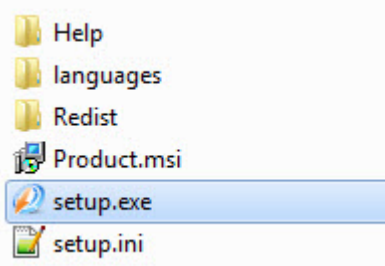 Help
languages
Redist
Product.msi
setup.exe
setup.ini